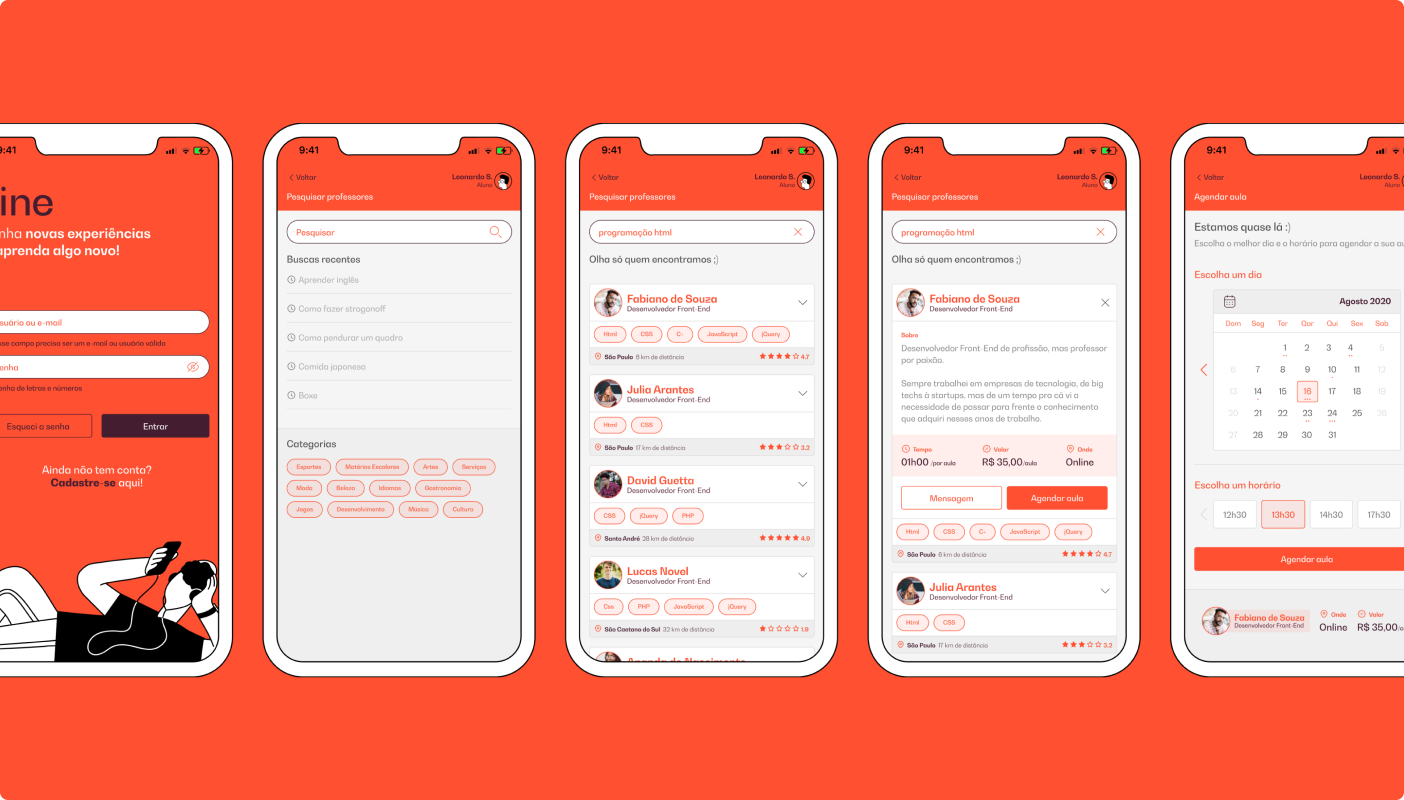 9:41
ine
nha novas experiências
aprenda algo novo!
suário ou e-mail
sse campo precisa ser um e-mail ou usuário válido
enha
enha de letras e números
Esqueci a senha
Entrar
Ainda não tem conta?
Cadastre-se aqui!
9:41
Voltar
Leonardo S.
Aluno
Pesquisar professores
Pesquisar
Buscas recentes
Aprender inglês
Como fazer strogonoff
Como pendurar um quadro
Comida japonesa
Boxe
Categorias
Esportes Matérias Escolares Artes Serviços
Moda Beleza Idiomas Gastronomia
Jogos Desenvolvimento Música Cultura
9:41
Voltar
Leonardo S.
Aluno
Pesquisar professores
programação html
Olha só quem encontramos ;)
Fabiano de Souza
Desenvolvedor Front-End
Html CSS C- JavaScript jQuery
São Paulo 6 km de distância 4.7
Julia Arantes
Desenvolvedor Front-End
Html CSS
São Paulo 17 km de distância 3.2
David Guetta
Desenvolvedor Front-End
CSS jQuery PHP
Santo André 28 km de distância 4.9
Lucas Novel
Desenvolvedor Front-End
Css PHP JavaScript jQuery
São Caetano do Sul 32 km de distância 1.9
9:41
Voltar
Leonardo S.
Aluno
Pesquisar professores
programação html
Olha só quem encontramos ;)
Fabiano de Souza
Desenvolvedor Front-End
Sobre
Desenvolvedor Front-End de profissão, mas professor
por paixão.
Sempre trabalhei em empresas de tecnologia, de big
techs à startups, mas de um tempo pra cá vi a
necessidade de passar para frente o conhecimento
que adquiri nesses anos de trabalho.
Tempo Valor Onde
01h00 /por aula R$ 35,00/aula Online
Mensagem Agendar aula
Html CSS C- JavaScript jQuery
São Paulo 6 km de distância 4.7
Julia Arantes
Desenvolvedor Front-End
Html CSS
São Paulo 17 km de distância 3.2
9:41
Voltar
Leonardo S.
Aluno
Agendar aula
Estamos quase lá :)
Escolha o melhor dia e o horário para agendar a sua au
Escolha um dia
Agosto 2020
Dom Seg Ter Qar Qui Sex Sab
1 2 3 4 5
6 7 8 9 10 11 12
13 14 15 16 17 18 19
20 21 22 23 24 25 26
27 28 29 30 31
Escolha um horário
12h30 13h30 14h30 17h30
Agendar aula
Fabiano de Souza
Desenvolvedor Front-End
Onde Valor
Online R$ 35,00